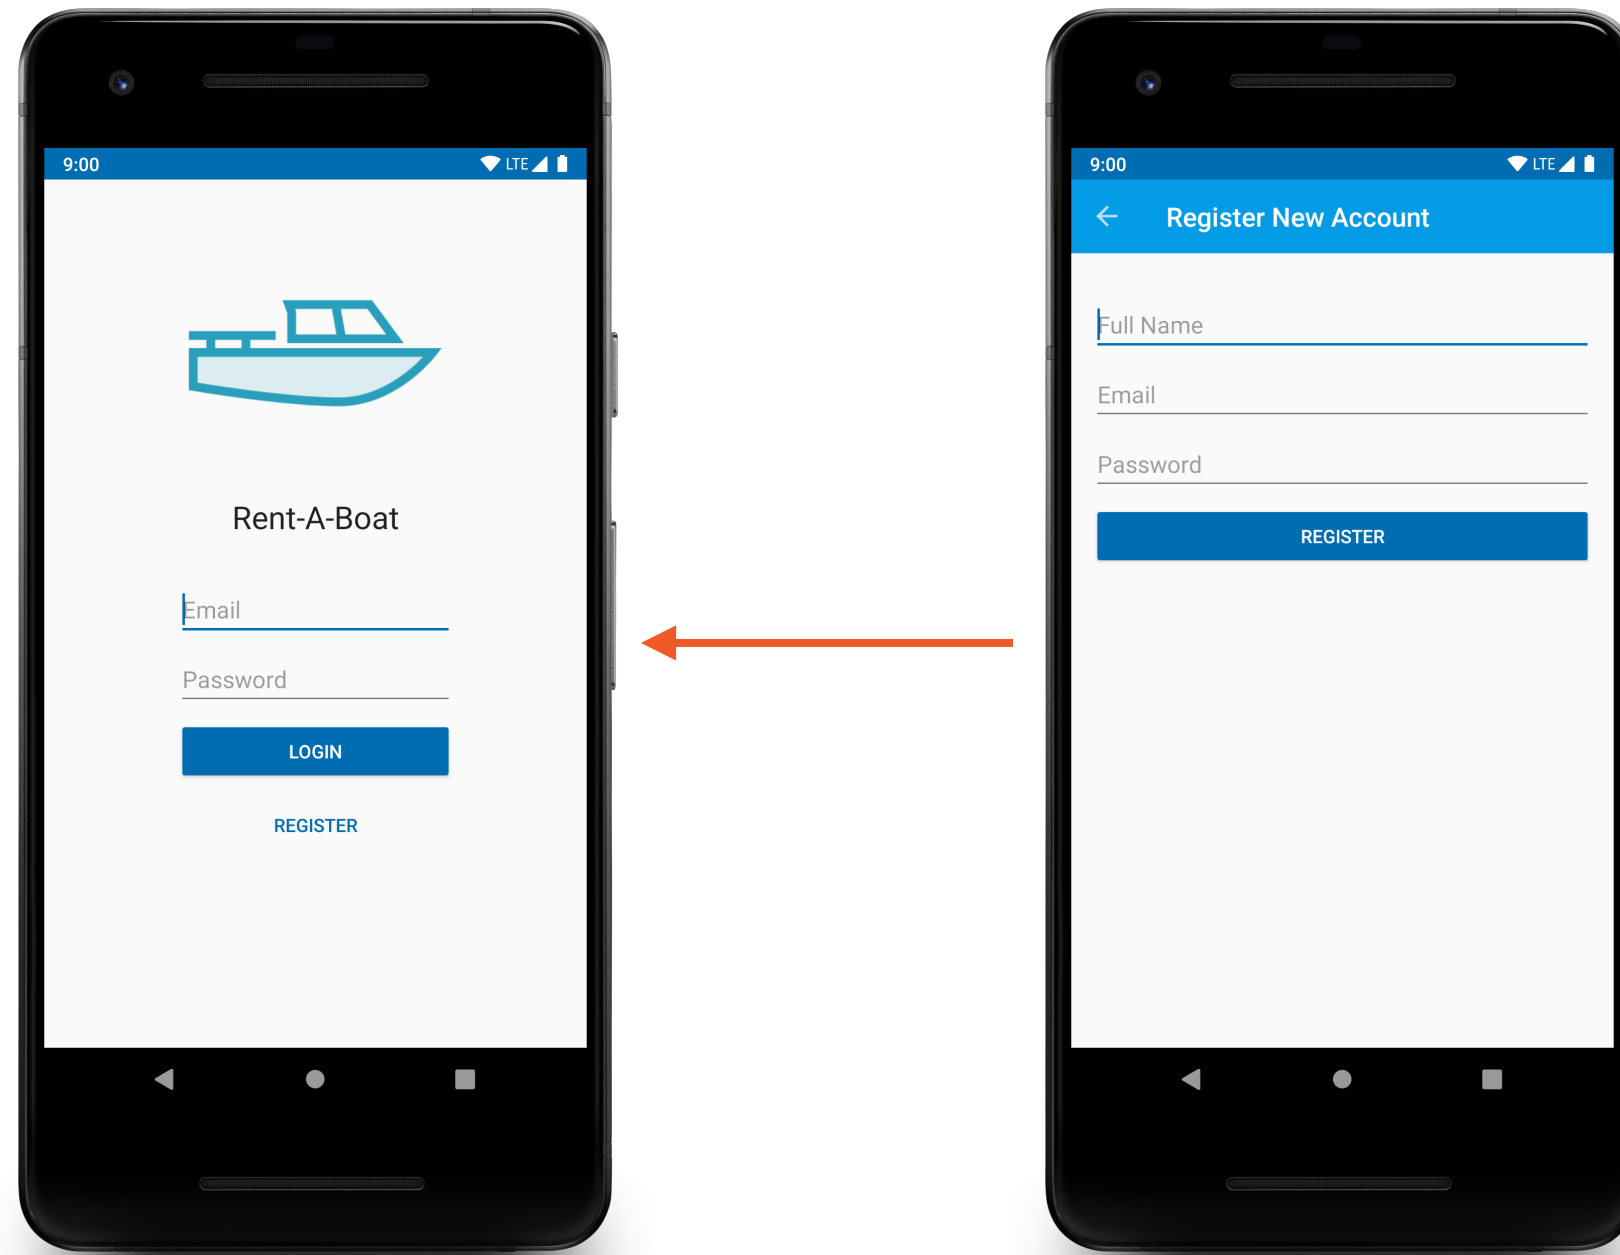 9:00
LTE
Rent-A-Boat
Email
Password
LOGIN
REGISTER
9:00
LTE
Register New Account
Full Name
Email
Password
REGISTER